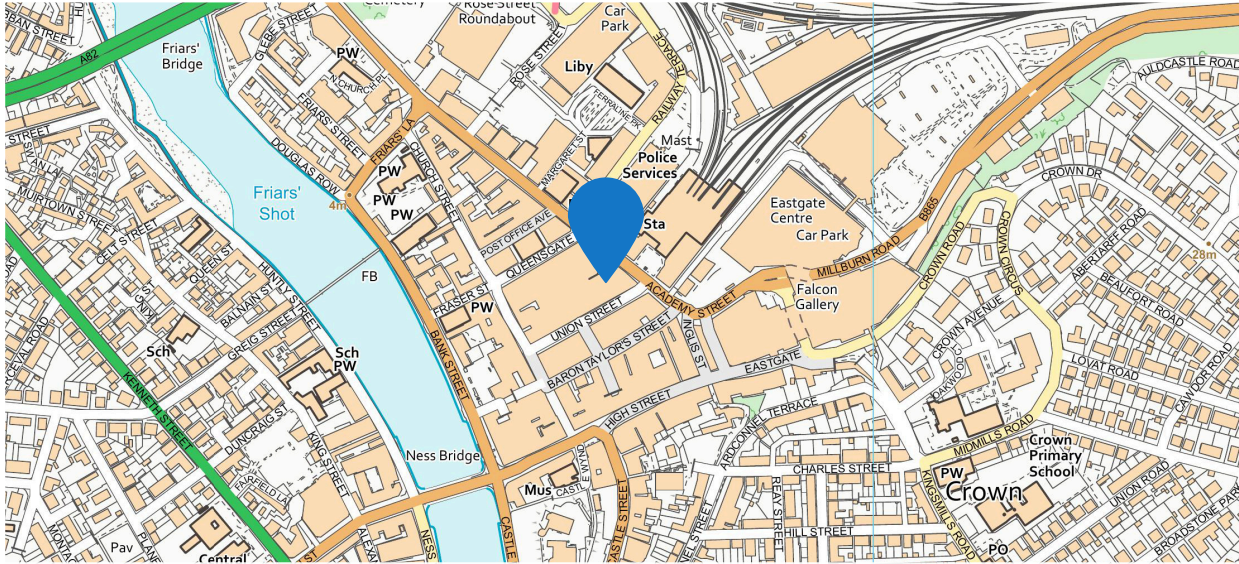 Cemetery
Rose Street
Roundabout
Car
Park
BAN STREET
A82
Friars'
Bridge
GLEBE STREET
PW
N CHURCH PL
FRIARS STREET
FRIARS' LA
ROSE STREET
Liby
FARRALINE PK
RAILWAY TERRACE
AULDCASTLE ROAD
STREET
MUIRTOWN STREET
Friars'
Shot
DOUGLAS ROW
4m
PW
PW
PW
CHURCH STREET
MARGARET ST
Mast
Police
Services
Sta
POST OFFICE AVE
QUEENSGATE
Eastgate
Centre
Car Park
B865
MILLBURN ROAD
CROWN DR
CROWN ROAD
CROWN CIRCUS
ABERTARFF ROAD
28m
BEAUFORT ROAD
QUEEN ST
BALNAIN ST
HUNTLY STREET
KING ST
GREIG STREET
FB
FRASER ST
PW
UNION STREET
ACADEMY STREET
Falcon
Gallery
Sch
Sch
PW
BANK STREET
BARON TAYLOR'S STREET
INGLIS ST
EASTGATE
CROWN AVENUE
OAKWOOD
LOVAT ROAD
CAWDOR ROAD
KENNETH STREET
DUNCRAIG ST
KING STREET
FAIRFIELD LA
HIGH STREET
ARDCONNEL TERRACE
MIDMILLS ROAD
Crown
Primary
School
Ness Bridge
Mus
CASTLE WYND
CASTLE STREET
CHARLES STREET
PW
Crown
KINGSMILLS ROAD
UNION ROAD
REAY STREET
HILL STREET
BROADSTONE PARK
Pav
Central
NESS
CASTLE
PO